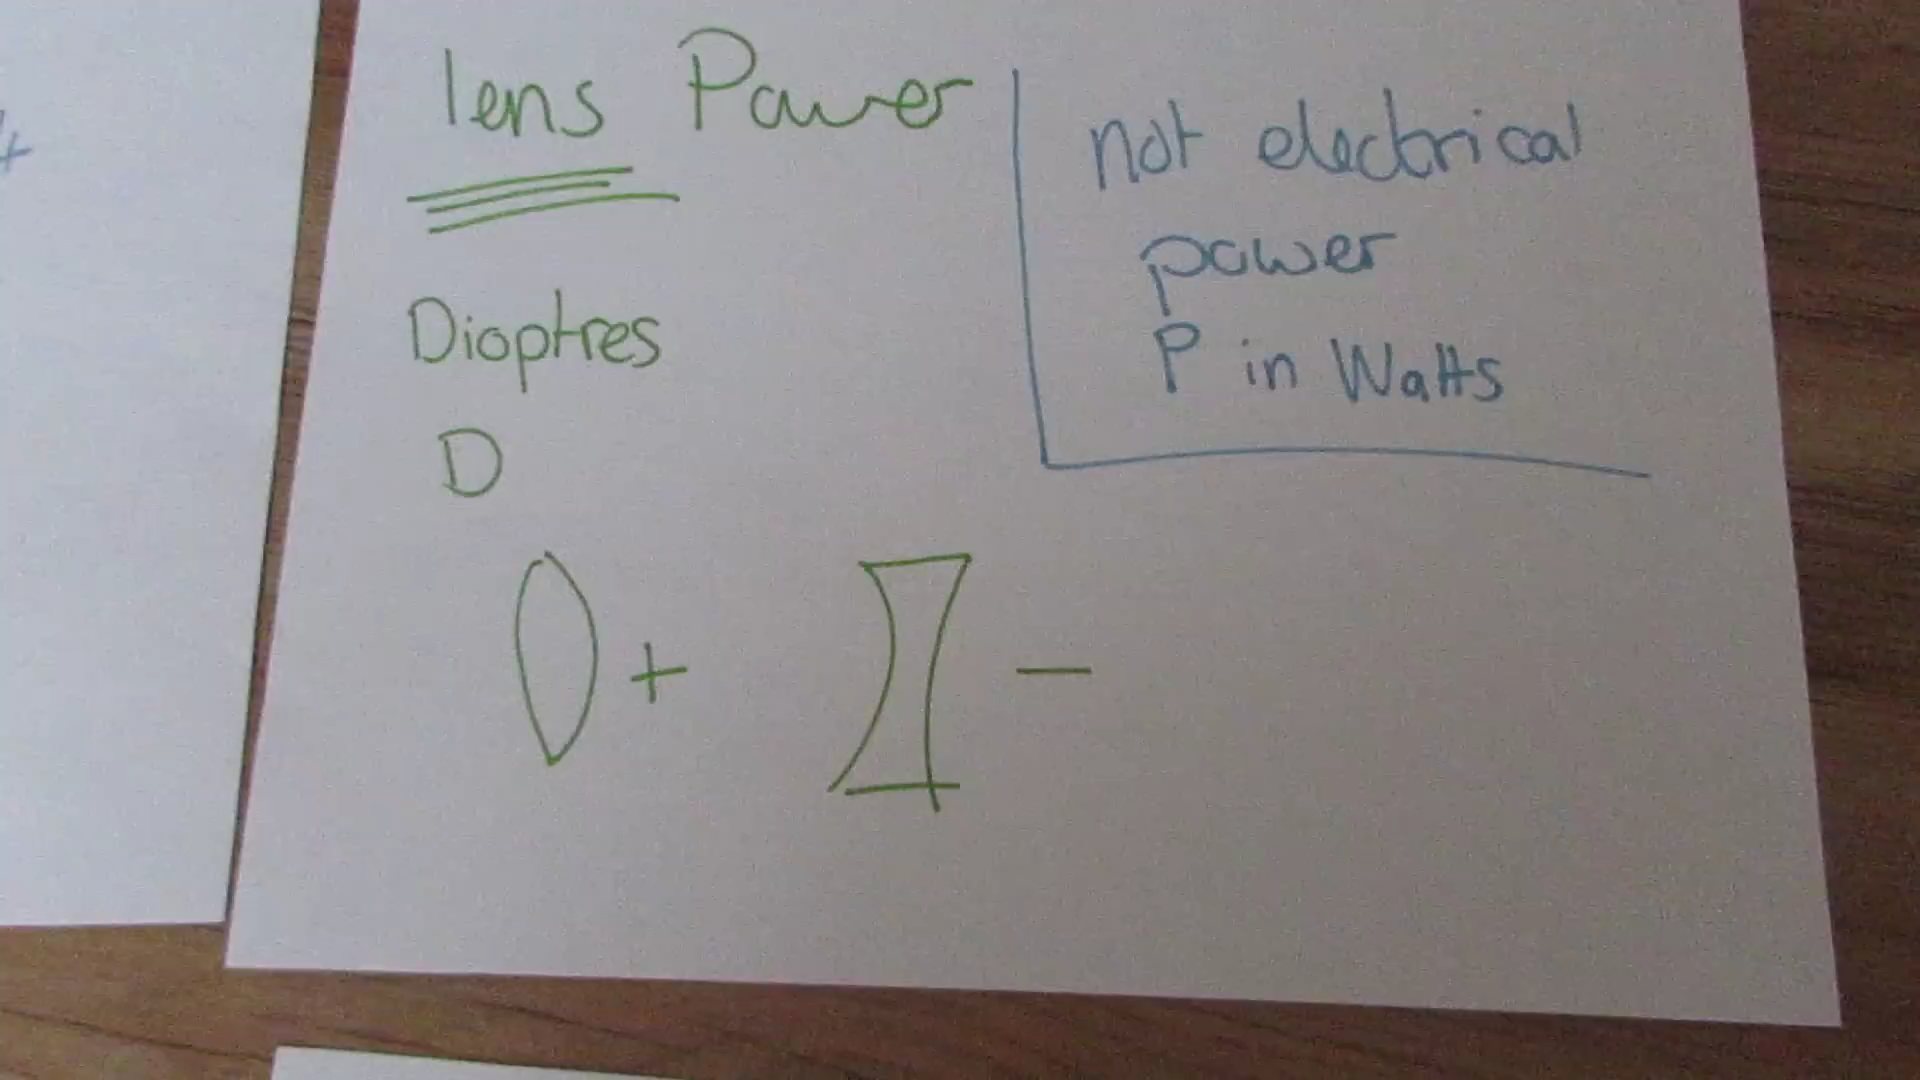 lens Power
Dioptres
D
+ −
not electrical
power
P in Watts